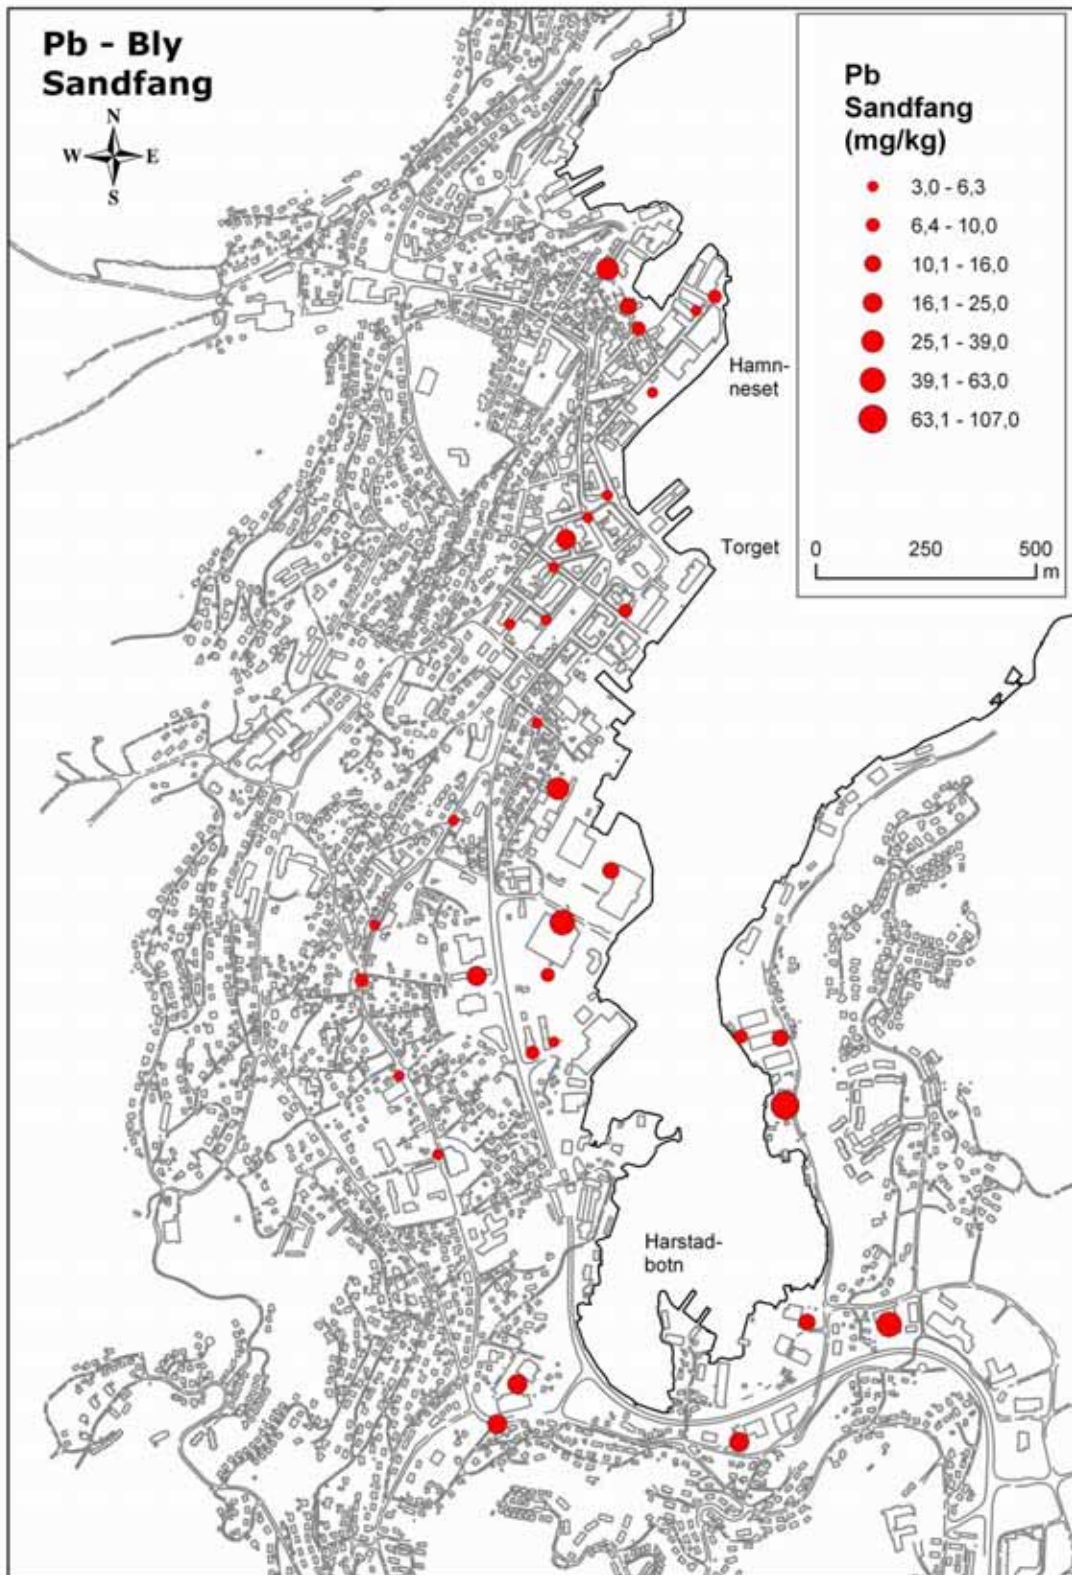 Pb - Bly
Sandfang
N
W E
S
Pb
Sandfang
(mg/kg)
3,0 - 6,3
6,4 - 10,0
10,1 - 16,0
16,1 - 25,0
25,1 - 39,0
39,1 - 63,0
63,1 - 107,0
0 250 500
m
Hamn-
neset
Torget
Harstad-
botn